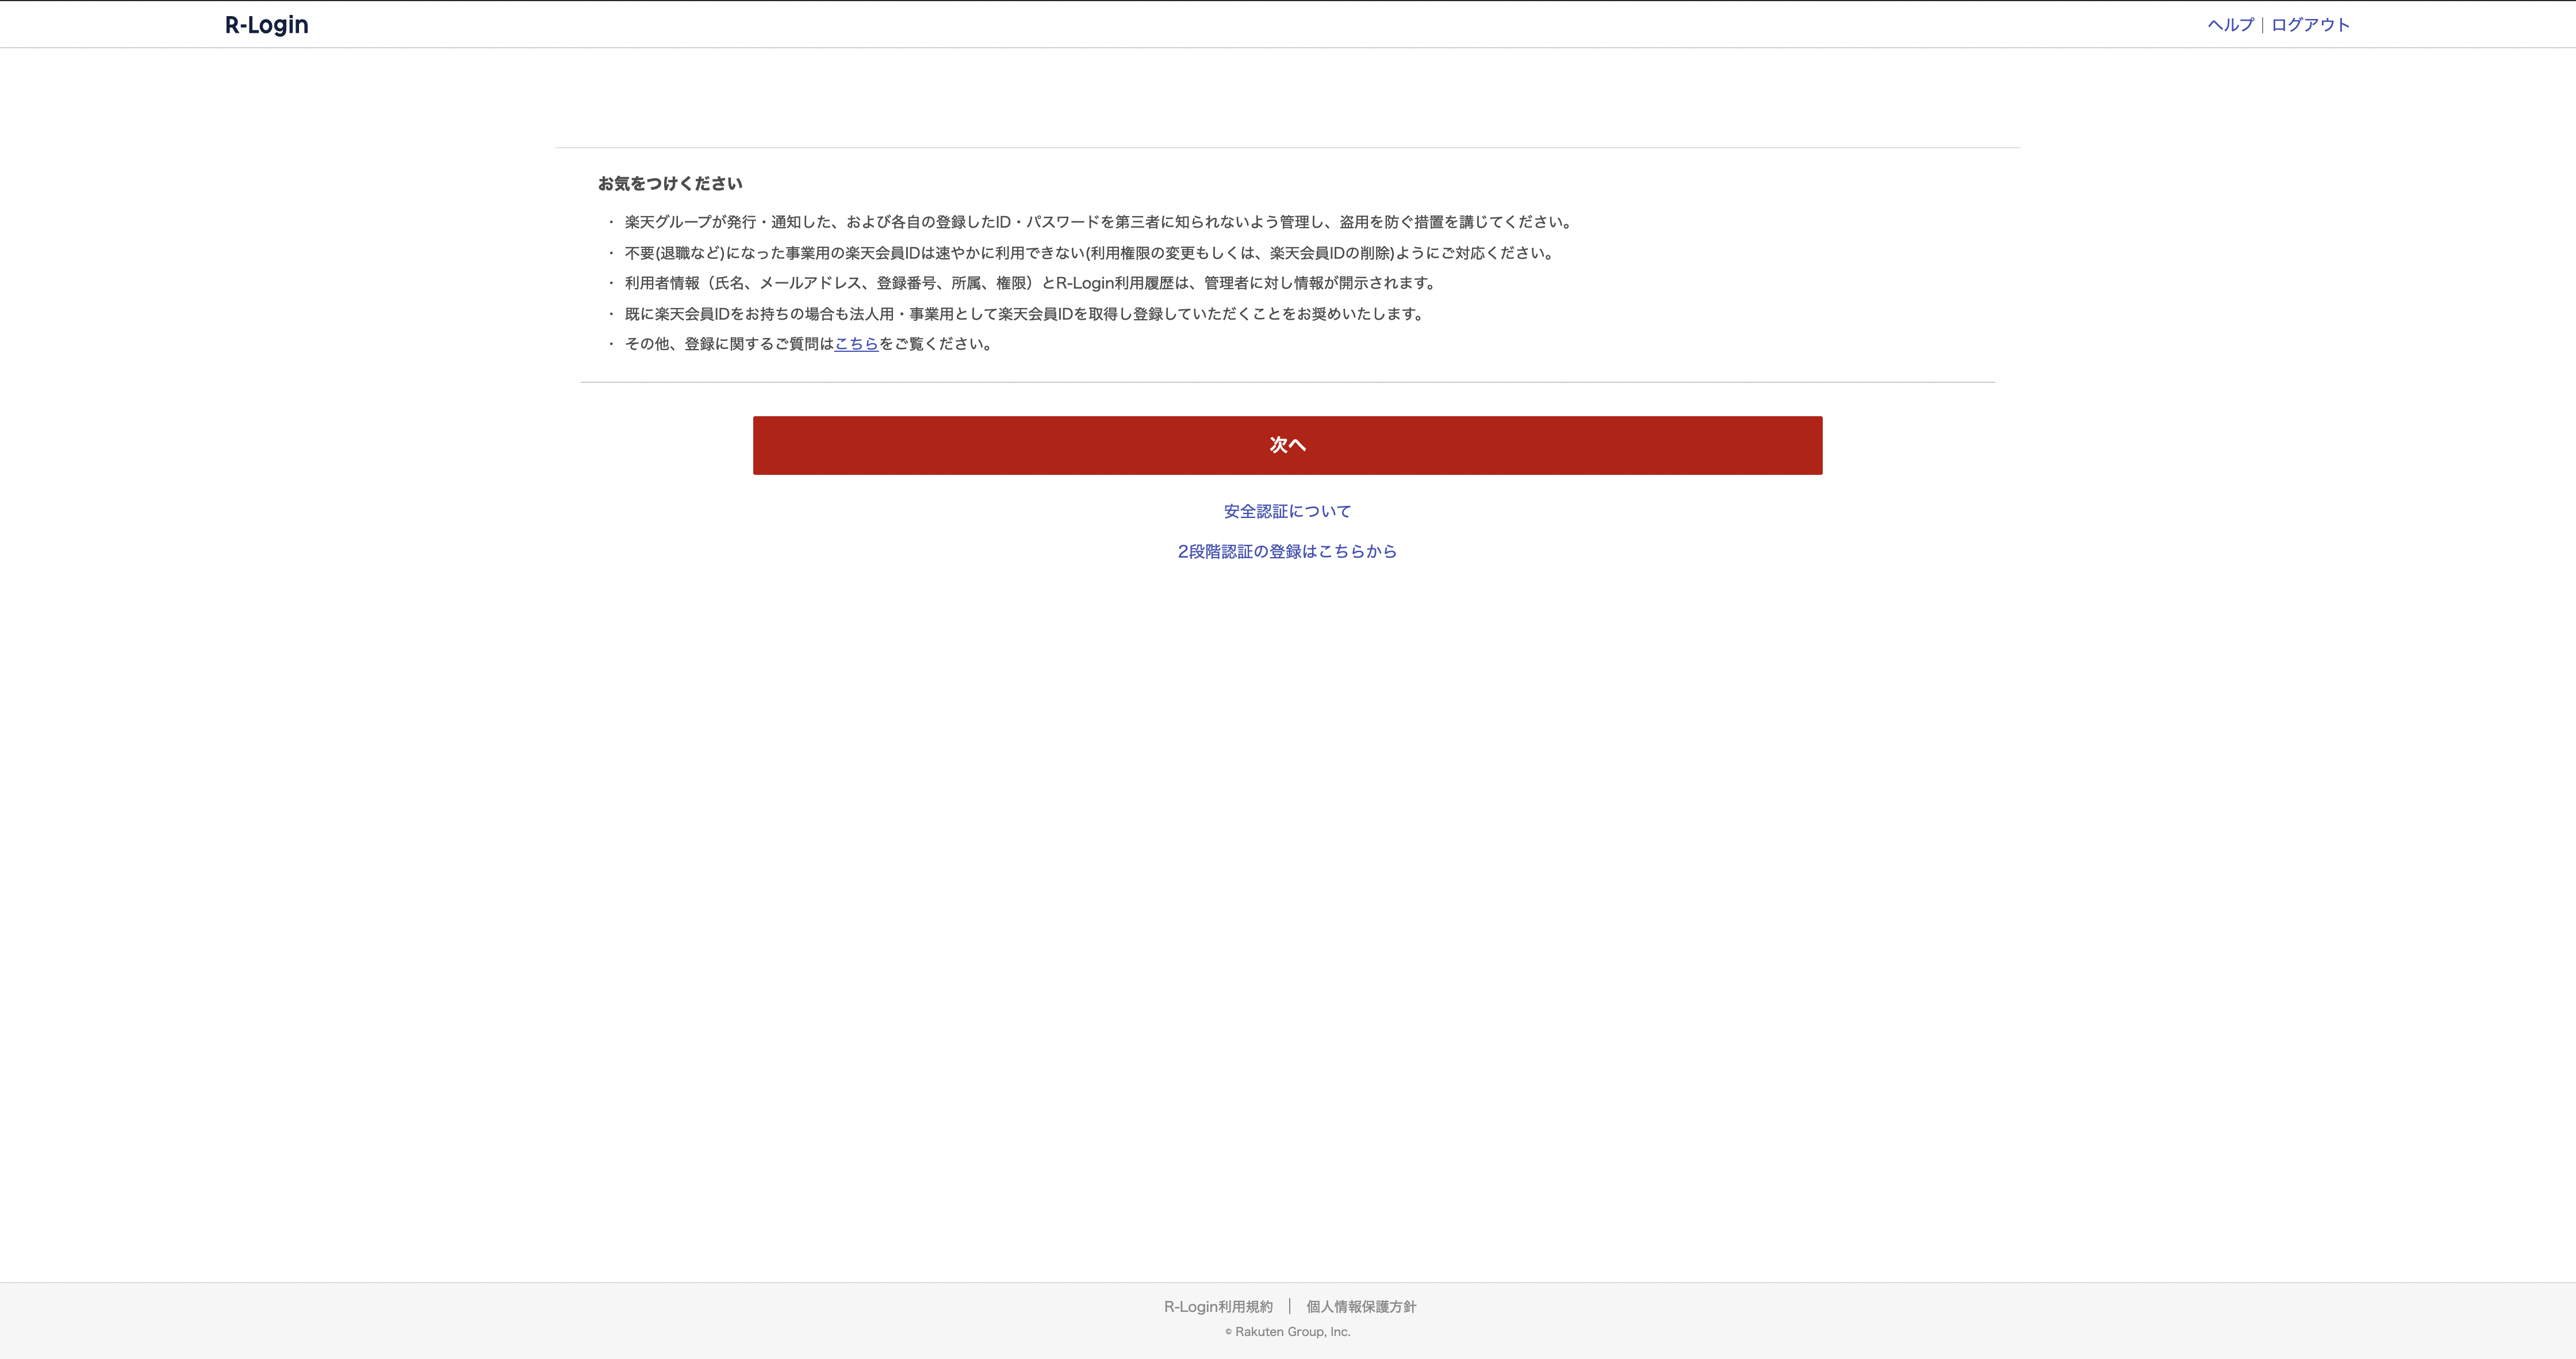 R-Login
ヘルプ | ログアウト
お気をつけください
・ 楽天グループが発行・通知した、および各自の登録したID・パスワードを第三者に知られないよう管理し、盗用を防ぐ措置を講じてください。
・ 不要(退職など)になった事業用の楽天会員IDは速やかに利用できない(利用権限の変更もしくは、楽天会員IDの削除)ようにご対応ください。
・ 利用者情報（氏名、メールアドレス、登録番号、所属、権限）とR-Login利用履歴は、管理者に対し情報が開示されます。
・ 既に楽天会員IDをお持ちの場合も法人用・事業用として楽天会員IDを取得し登録していただくことをお奨めいたします。
・ その他、登録に関するご質問はこちらをご覧ください。
次へ
安全認証について
2段階認証の登録はこちらから
R-Login利用規約 | 個人情報保護方針
© Rakuten Group, Inc.